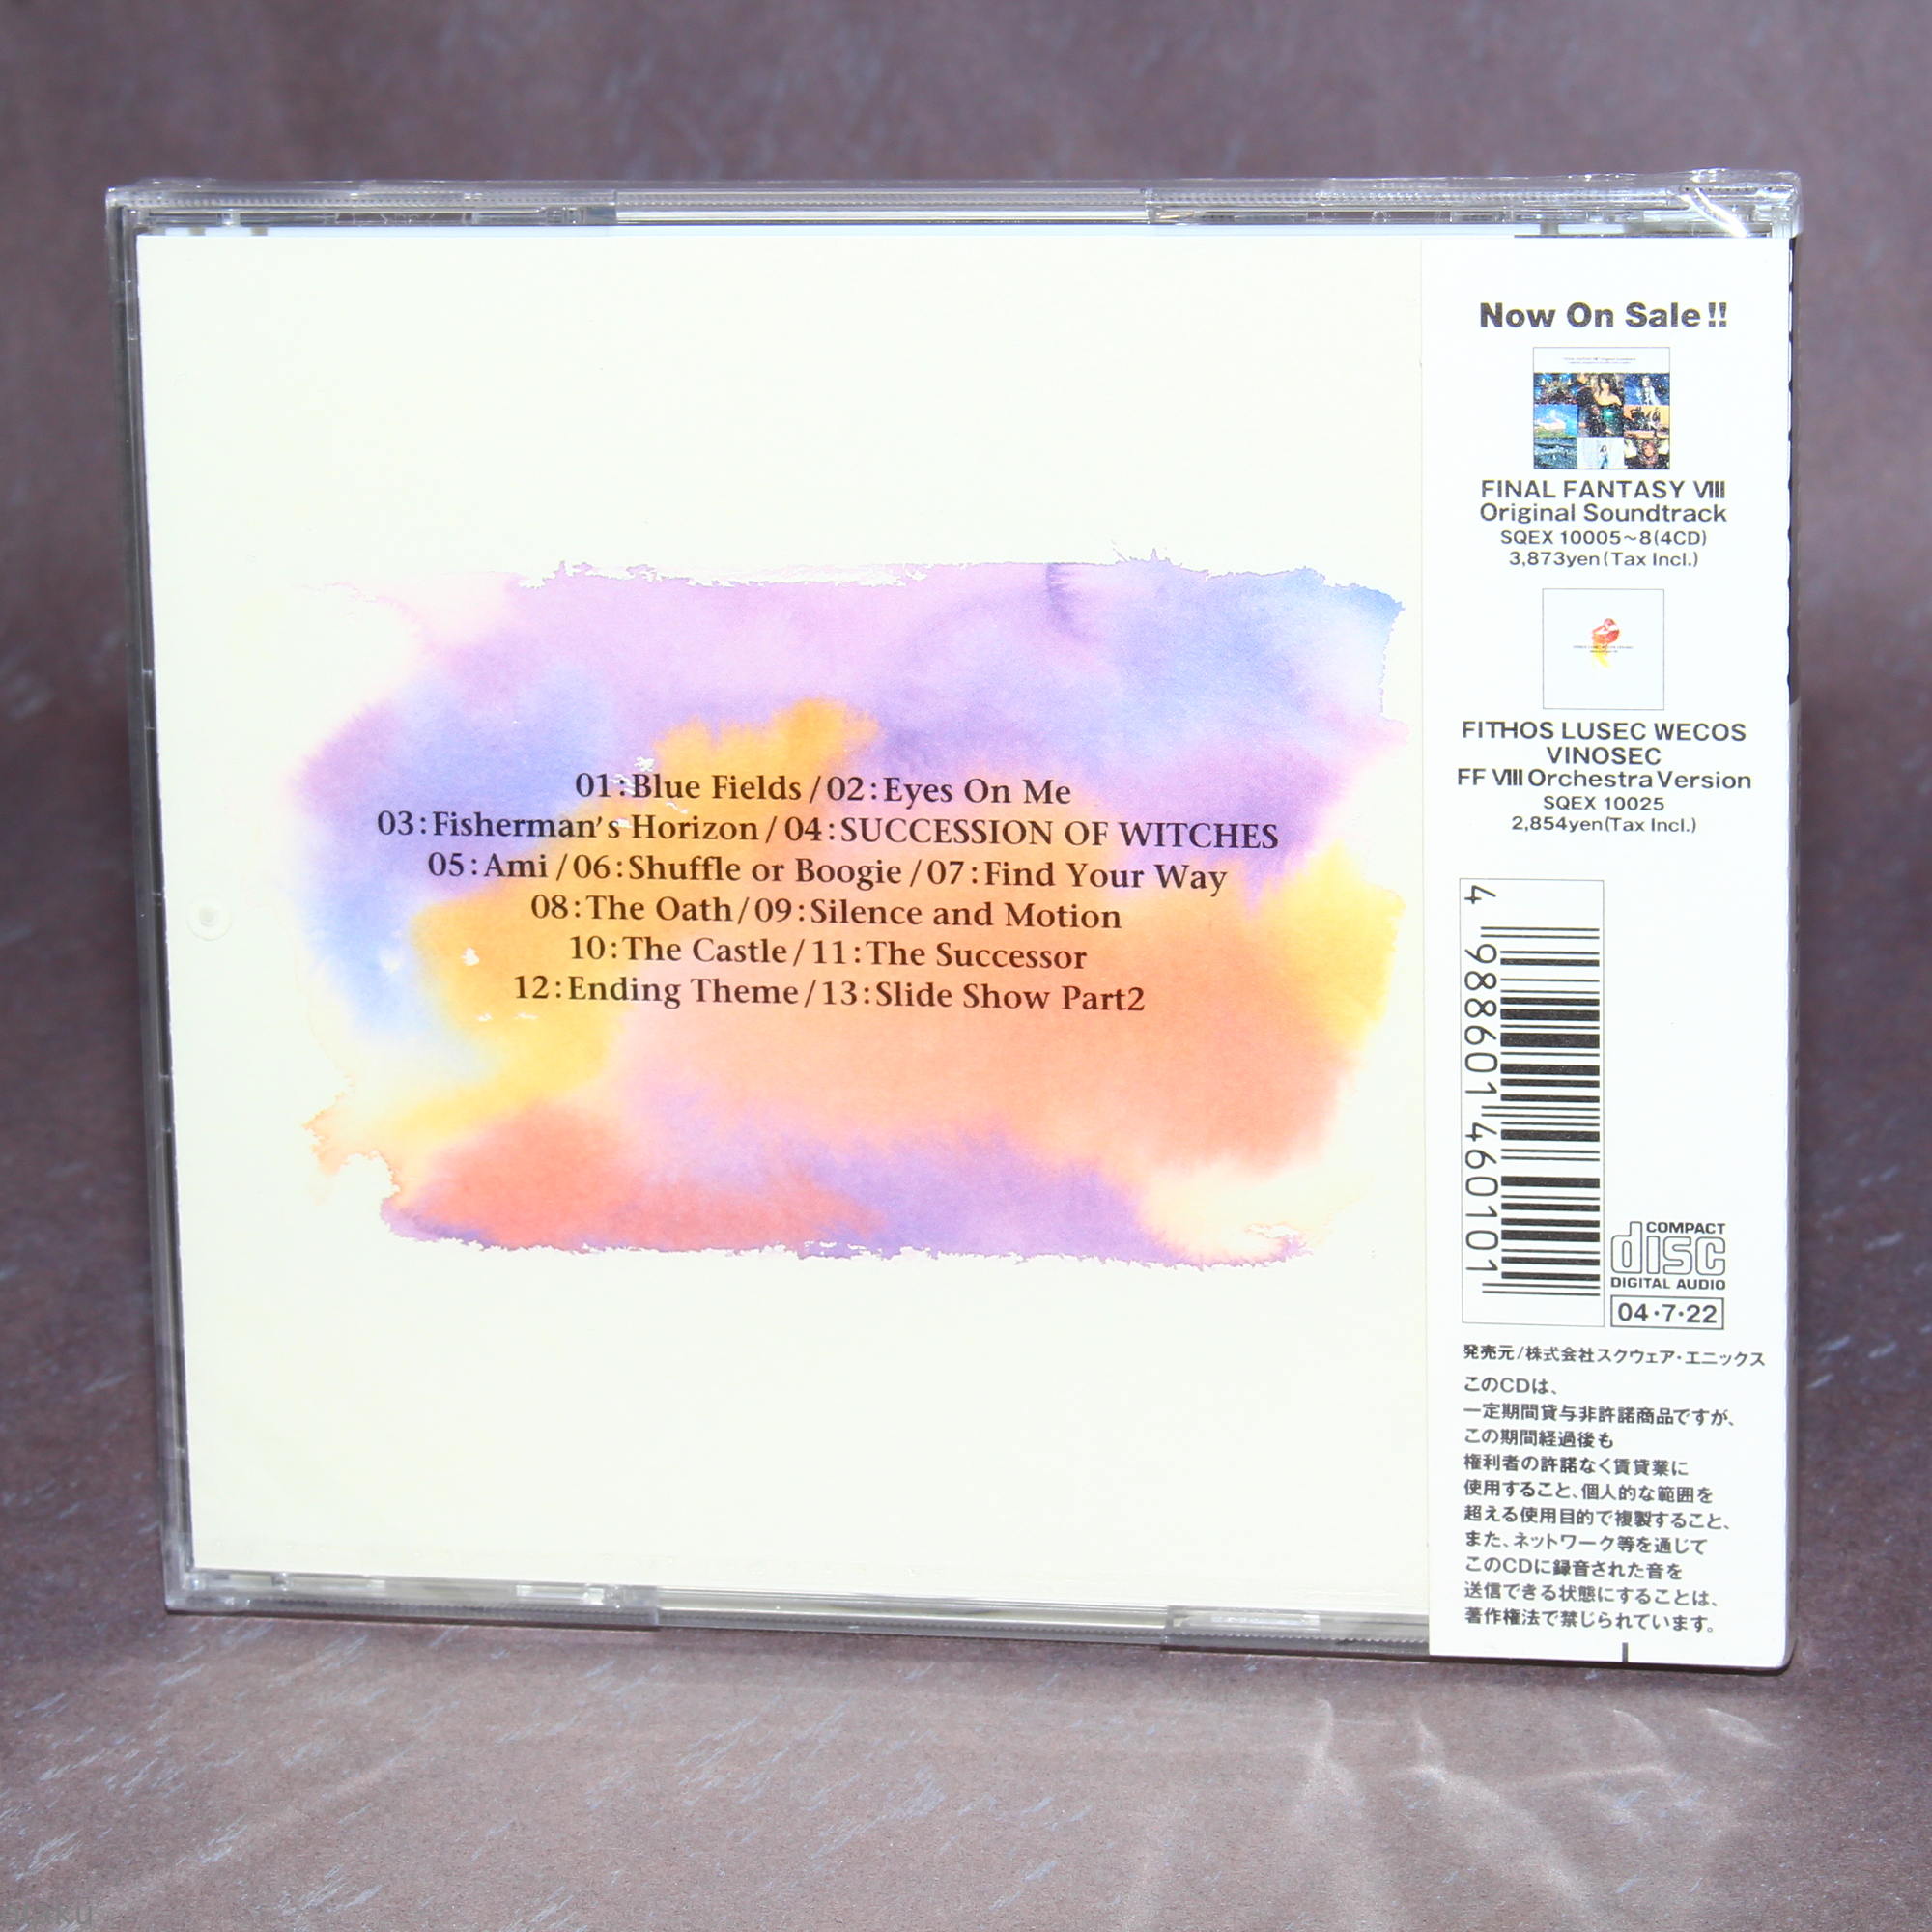 01:Blue Fields/02:Eyes On Me
03:Fisherman's Horizon/04:SUCCESSION OF WITCHES
05:Ami/06:Shuffle or Boogie/07:Find Your Way
08:The Oath/09:Silence and Motion
10:The Castle/11:The Successor
12:Ending Theme/13:Slide Show Part2
Now On Sale!!
FINAL FANTASY VIII
Original Soundtrack
SQEX 10005~8(4CD)
3,873yen(Tax Incl.)
FITHOS LUSEC WECOS
VINOSEC
FF VIII Orchestra Version
SQEX 10025
2,854yen(Tax Incl.)
4 988601 460101
COMPACT
disc
DIGITAL AUDIO
04・7・22
発売元/株式会社スクウェア・エニックス
このCDは、
一定期間貸与非許諾商品ですが、
この期間経過後も
権利者の許諾なく賃貸業に
使用すること、個人的な範囲を
超える使用目的で複製すること、
また、ネットワーク等を通じて
このCDに録音された音を
送信できる状態にすることは、
著作権法で禁じられています。